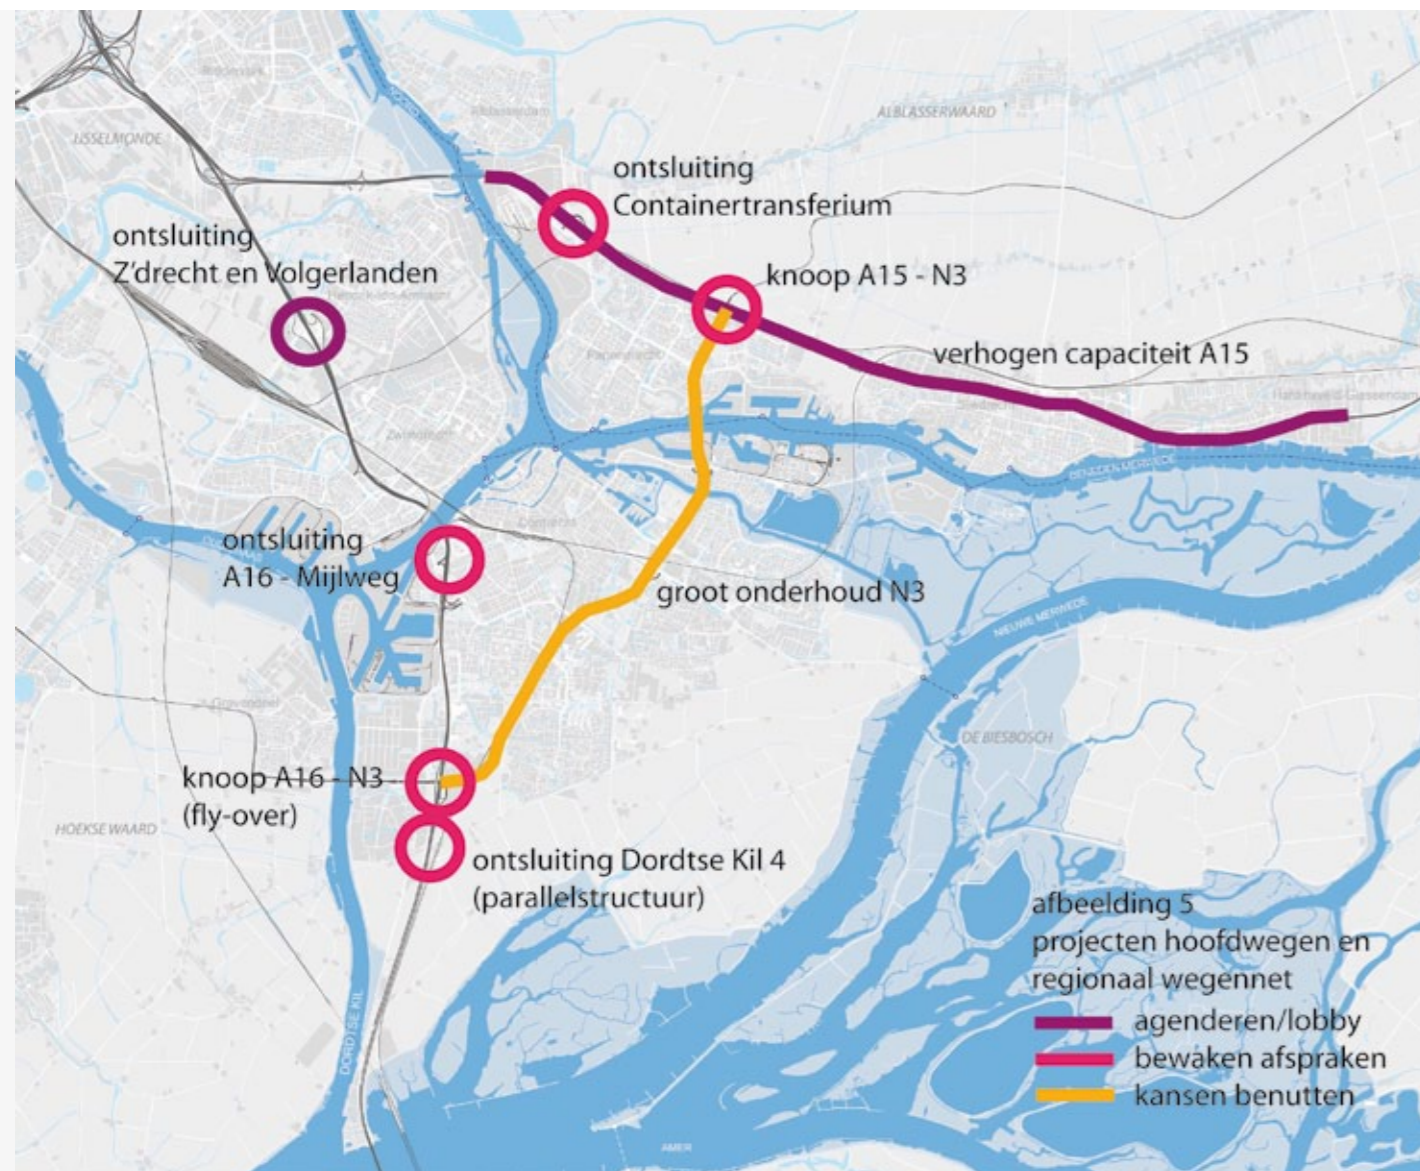 ALBLASSERWAARD
IJSSELMONDE
ontsluiting
Containertransferium
ontsluiting
Z'drecht en Volgerlanden
knoop A15 - N3
verhogen capaciteit A15
BENEDEN MERWEDE
ontsluiting
A16 - Mijlweg
groot onderhoud N3
NIEUWE MERWEDE
DE BIESBOSCH
knoop A16 - N3
(fly-over)
HOEKSE WAARD
ontsluiting Dordtse Kil 4
(parallelstructuur)
DORDTSE KIL
afbeelding 5
projecten hoofdwegen en
regionaal wegennet
agenderen/lobby
bewaken afspraken
kansen benutten
AMER